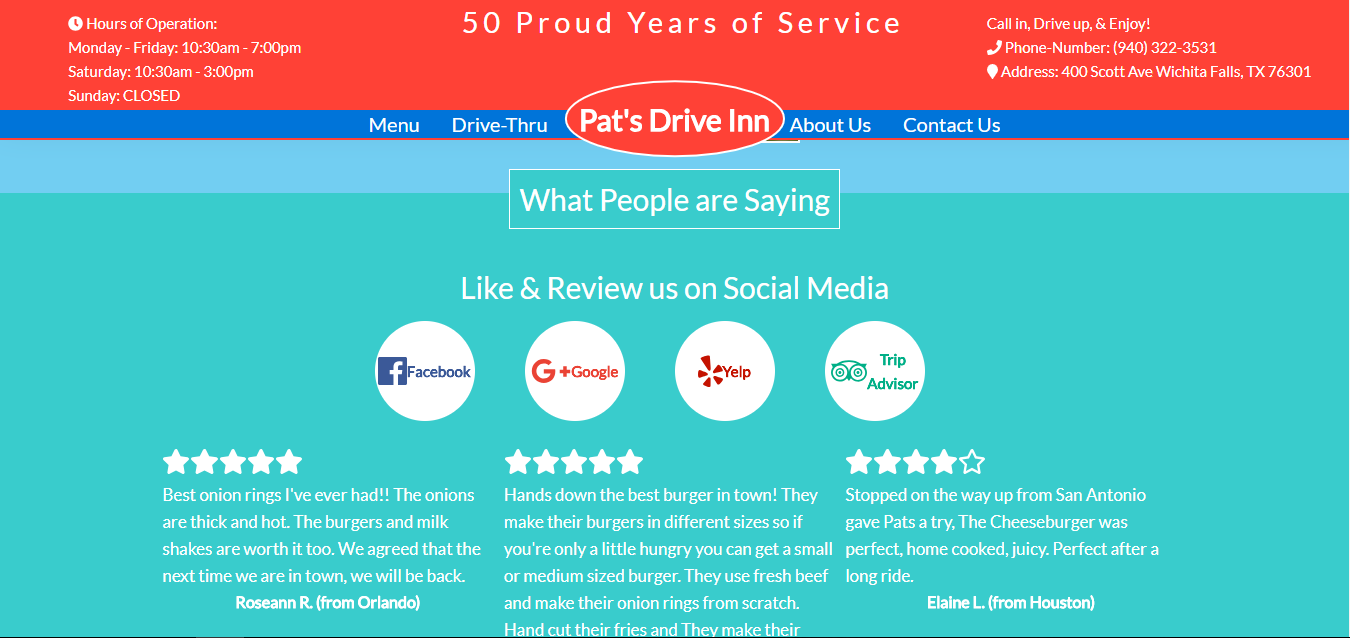 Hours of Operation:
Monday - Friday: 10:30am - 7:00pm
Saturday: 10:30am - 3:00pm
Sunday: CLOSED
50 Proud Years of Service
Call in, Drive up, & Enjoy!
Phone-Number: (940) 322-3531
Address: 400 Scott Ave Wichita Falls, TX 76301
Menu Drive-Thru Pat's Drive Inn About Us Contact Us
What People are Saying
Like & Review us on Social Media
Facebook
G+Google
Yelp
Trip
Advisor
Best onion rings I've ever had!! The onions
are thick and hot. The burgers and milk
shakes are worth it too. We agreed that the
next time we are in town, we will be back.
Roseann R. (from Orlando)
Hands down the best burger in town! They
make their burgers in different sizes so if
you're only a little hungry you can get a small
or medium sized burger. They use fresh beef
and make their onion rings from scratch.
Hand cut their fries and They make their
Stopped on the way up from San Antonio
gave Pats a try, The Cheeseburger was
perfect, home cooked, juicy. Perfect after a
long ride.
Elaine L. (from Houston)